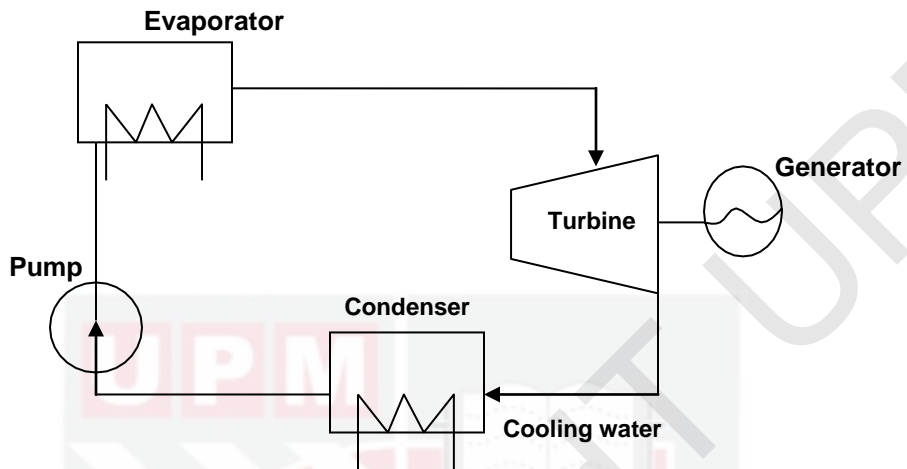 Evaporator
Generator
Turbine
Pump
Condenser
Cooling water
UPM